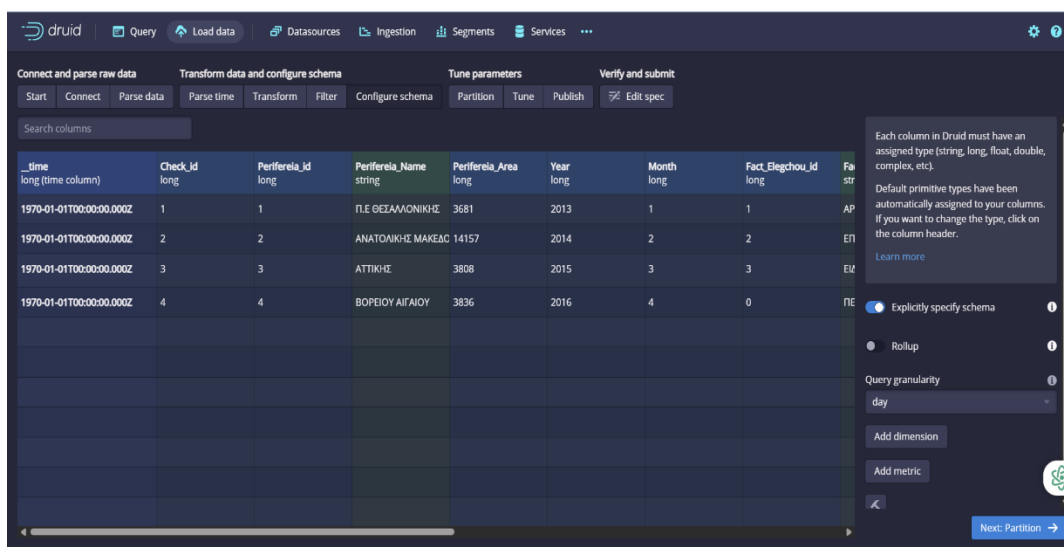 druid Query Load data Datasources Ingestion Segments Services
Connect and parse raw data Transform data and configure schema Tune parameters Verify and submit
Start Connect Parse data Parse time Transform Filter Configure schema Partition Tune Publish Edit spec
Search columns
__time Check_id Perifereia_id Perifereia_Name Perifereia_Area Year Month Fact_Elegchou_id Fa
long (time column) long long string long long long long str
1970-01-01T00:00:00.000Z 1 1 Π.Ε ΘΕΣΑΛΟΝΙΚΗΣ 3681 2013 1 1 ΑΡ
1970-01-01T00:00:00.000Z 2 2 ΑΝΑΤΟΛΙΚΗΣ ΜΑΚΕΔΟ 14157 2014 2 2 ΕΠ
1970-01-01T00:00:00.000Z 3 3 ΑΤΤΙΚΗΣ 3808 2015 3 3 ΕΙΔ
1970-01-01T00:00:00.000Z 4 4 ΒΟΡΕΙΟΥ ΑΙΓΑΙΟΥ 3836 2016 4 0 ΠΕ
Each column in Druid must have an
assigned type (string, long, float, double,
complex, etc).
Default primitive types have been
automatically assigned to your columns.
If you want to change the type, click on
the column header.
Learn more
Explicitly specify schema
Rollup
Query granularity
day
Add dimension
Add metric
Next: Partition